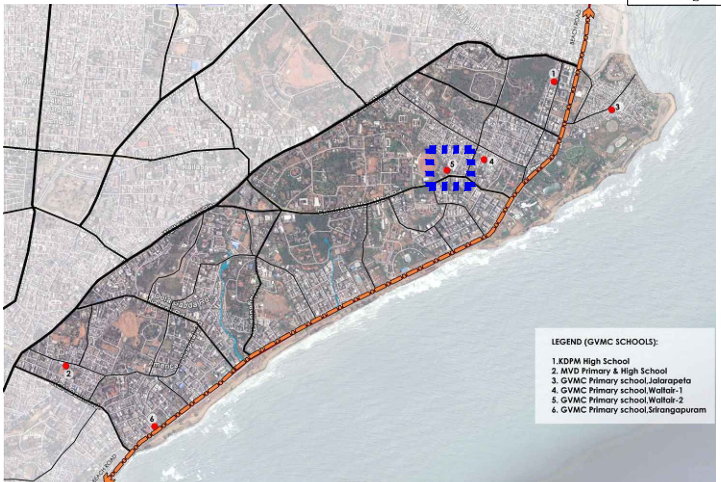 BEACH ROAD
1
3
4
5
2
6
BEACH ROAD
LEGEND (GVMC SCHOOLS):
1.KDPM High School
2. MVD Primary & High School
3. GVMC Primary school,Jalarapeta
4. GVMC Primary school,Waltair-1
5. GVMC Primary school,Waltair-2
6. GVMC Primary school,Srirangapuram